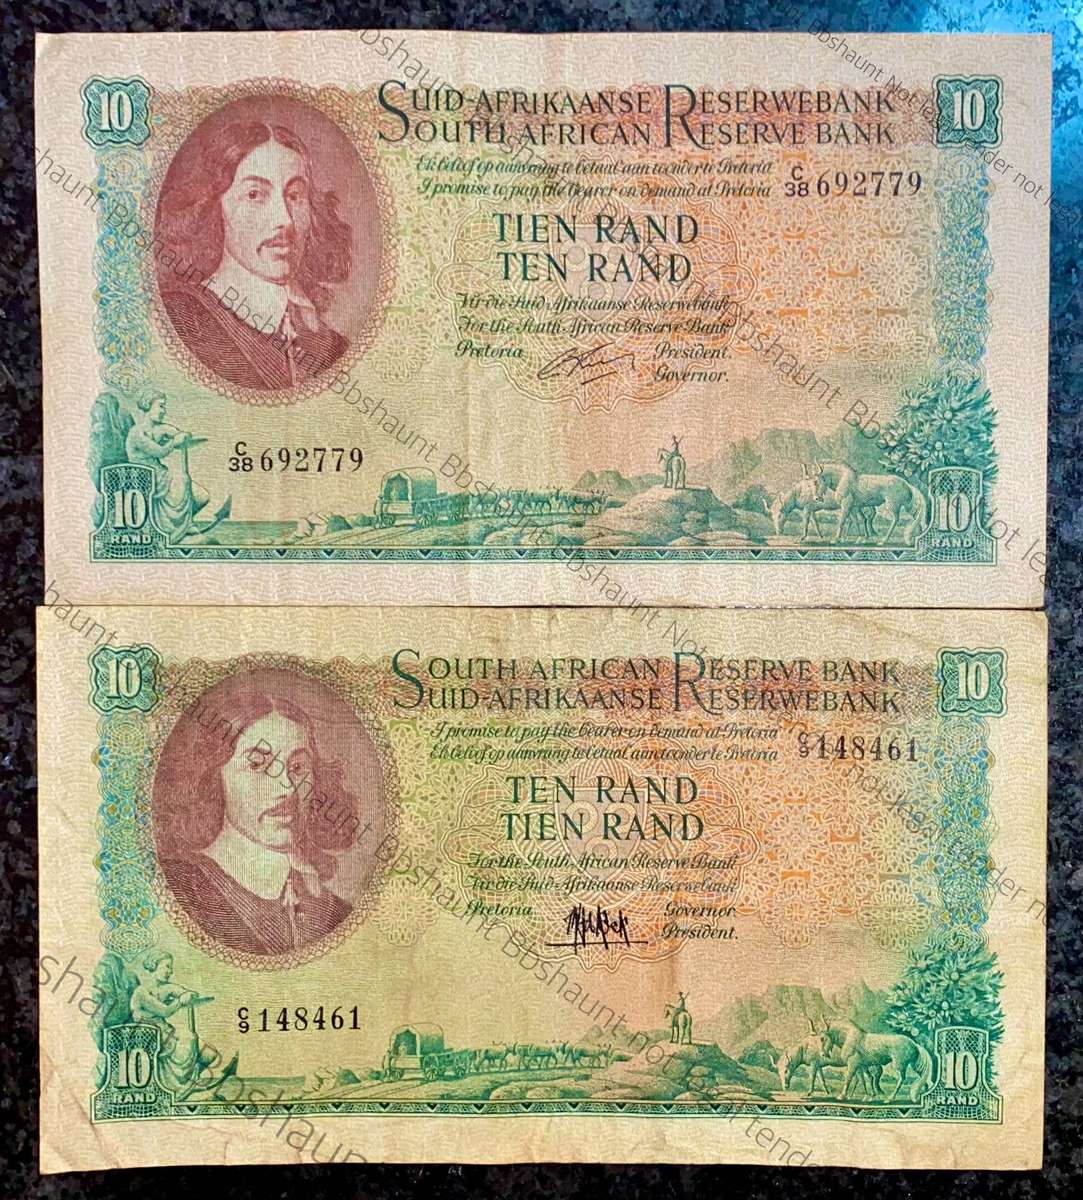 10
10
SUID-AFRIKAANSE RESERWEBANK
SOUTH AFRICAN RESERVE BANK
Ek beloof op aanvraag te betaal aan toonder te Pretoria
I promise to pay the bearer on demand at Pretoria
C/38 692779
TIEN RAND
TEN RAND
Vir die Suid-Afrikaanse Reservebank
For the South African Reserve Bank
Pretoria
President.
Governor.
C/38 692779
10
RAND
10
RAND
10
10
SOUTH AFRICAN RESERVE BANK
SUID-AFRIKAANSE RESERWEBANK
I promise to pay the bearer on demand at Pretoria
Ek beloof op aanvraag te betaal aan toonder te Pretoria
C/9 148461
TEN RAND
TIEN RAND
For the South African Reserve Bank
Vir die Suid-Afrikaanse Reserwebank
Pretoria
Governor.
President.
C/9 148461
10
RAND
10
RAND
Bbshaunt Not legal tender